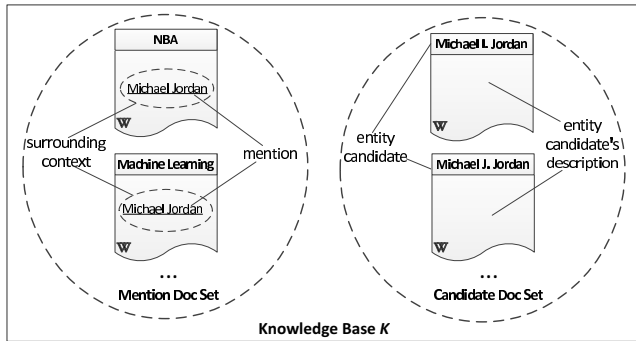 NBA
Michael Jordan
W
surrounding
context
mention
Machine Learning
Michael Jordan
W
...
Mention Doc Set
Michael I. Jordan
W
entity
candidate
entity
candidate's
description
Michael J. Jordan
W
...
Candidate Doc Set
Knowledge Base K